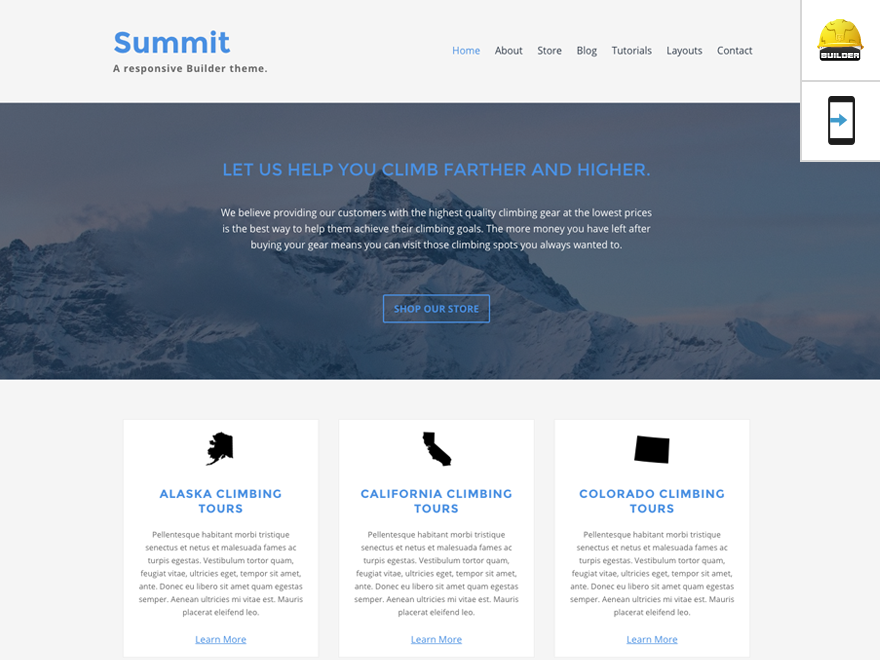 Summit
A responsive Builder theme.
Home About Store Blog Tutorials Layouts Contact
BUILDER
LET US HELP YOU CLIMB FARTHER AND HIGHER.
We believe providing our customers with the highest quality climbing gear at the lowest prices
is the best way to help them achieve their climbing goals. The more money you have left after
buying your gear means you can visit those climbing spots you always wanted to.
SHOP OUR STORE
ALASKA CLIMBING
TOURS
Pellentesque habitant morbi tristique
senectus et netus et malesuada fames ac
turpis egestas. Vestibulum tortor quam,
feugiat vitae, ultricies eget, tempor sit amet,
ante. Donec eu libero sit amet quam egestas
semper. Aenean ultricies mi vitae est. Mauris
placerat eleifend leo.
Learn More
CALIFORNIA CLIMBING
TOURS
Pellentesque habitant morbi tristique
senectus et netus et malesuada fames ac
turpis egestas. Vestibulum tortor quam,
feugiat vitae, ultricies eget, tempor sit amet,
ante. Donec eu libero sit amet quam egestas
semper. Aenean ultricies mi vitae est. Mauris
placerat eleifend leo.
Learn More
COLORADO CLIMBING
TOURS
Pellentesque habitant morbi tristique
senectus et netus et malesuada fames ac
turpis egestas. Vestibulum tortor quam,
feugiat vitae, ultricies eget, tempor sit amet,
ante. Donec eu libero sit amet quam egestas
semper. Aenean ultricies mi vitae est. Mauris
placerat eleifend leo.
Learn More